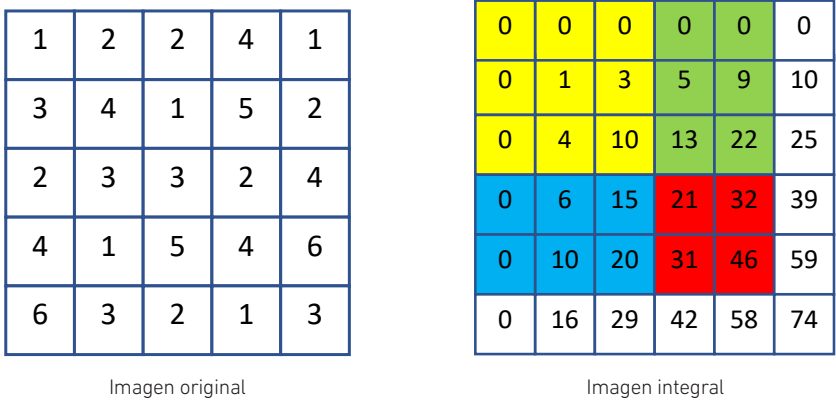 1 2 2 4 1
3 4 1 5 2
2 3 3 2 4
4 1 5 4 6
6 3 2 1 3
Imagen original
0 0 0 0 0 0
0 1 3 5 9 10
0 4 10 13 22 25
0 6 15 21 32 39
0 10 20 31 46 59
0 16 29 42 58 74
Imagen integral